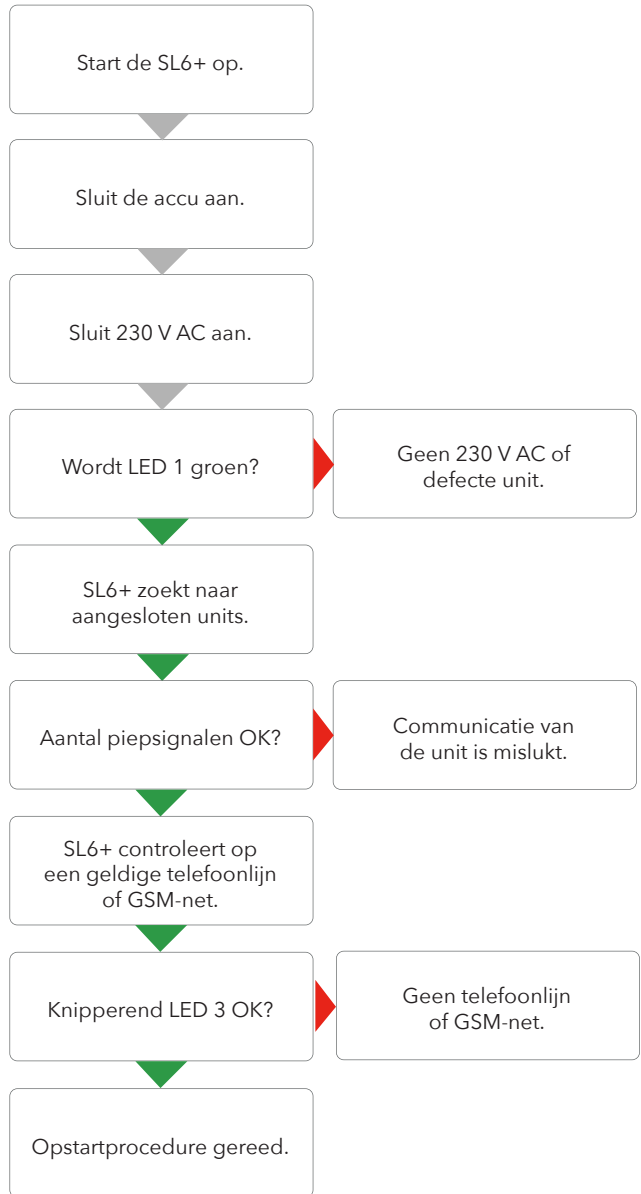 Start de SL6+ op.
Sluit de accu aan.
Sluit 230 V AC aan.
Wordt LED 1 groen?
Geen 230 V AC of
defecte unit.
SL6+ zoekt naar
aangesloten units.
Aantal piepsignalen OK?
Communicatie van
de unit is mislukt.
SL6+ controleert op
een geldige telefoonlijn
of GSM-net.
Knipperend LED 3 OK?
Geen telefoonlijn
of GSM-net.
Opstartprocedure gereed.